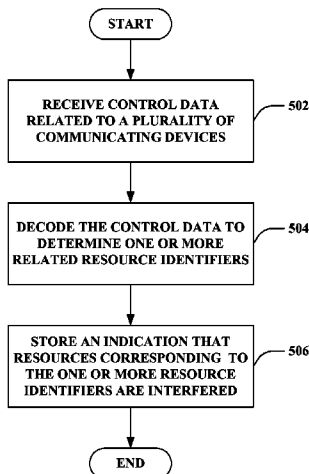 START
RECEIVE CONTROL DATA
RELATED TO A PLURALITY OF
COMMUNICATING DEVICES
502
DECODE THE CONTROL DATA TO
DETERMINE ONE OR MORE
RELATED RESOURCE IDENTIFIERS
504
STORE AN INDICATION THAT
RESOURCES CORRESPONDING TO
THE ONE OR MORE RESOURCE
IDENTIFIERS ARE INTERFERED
506
END